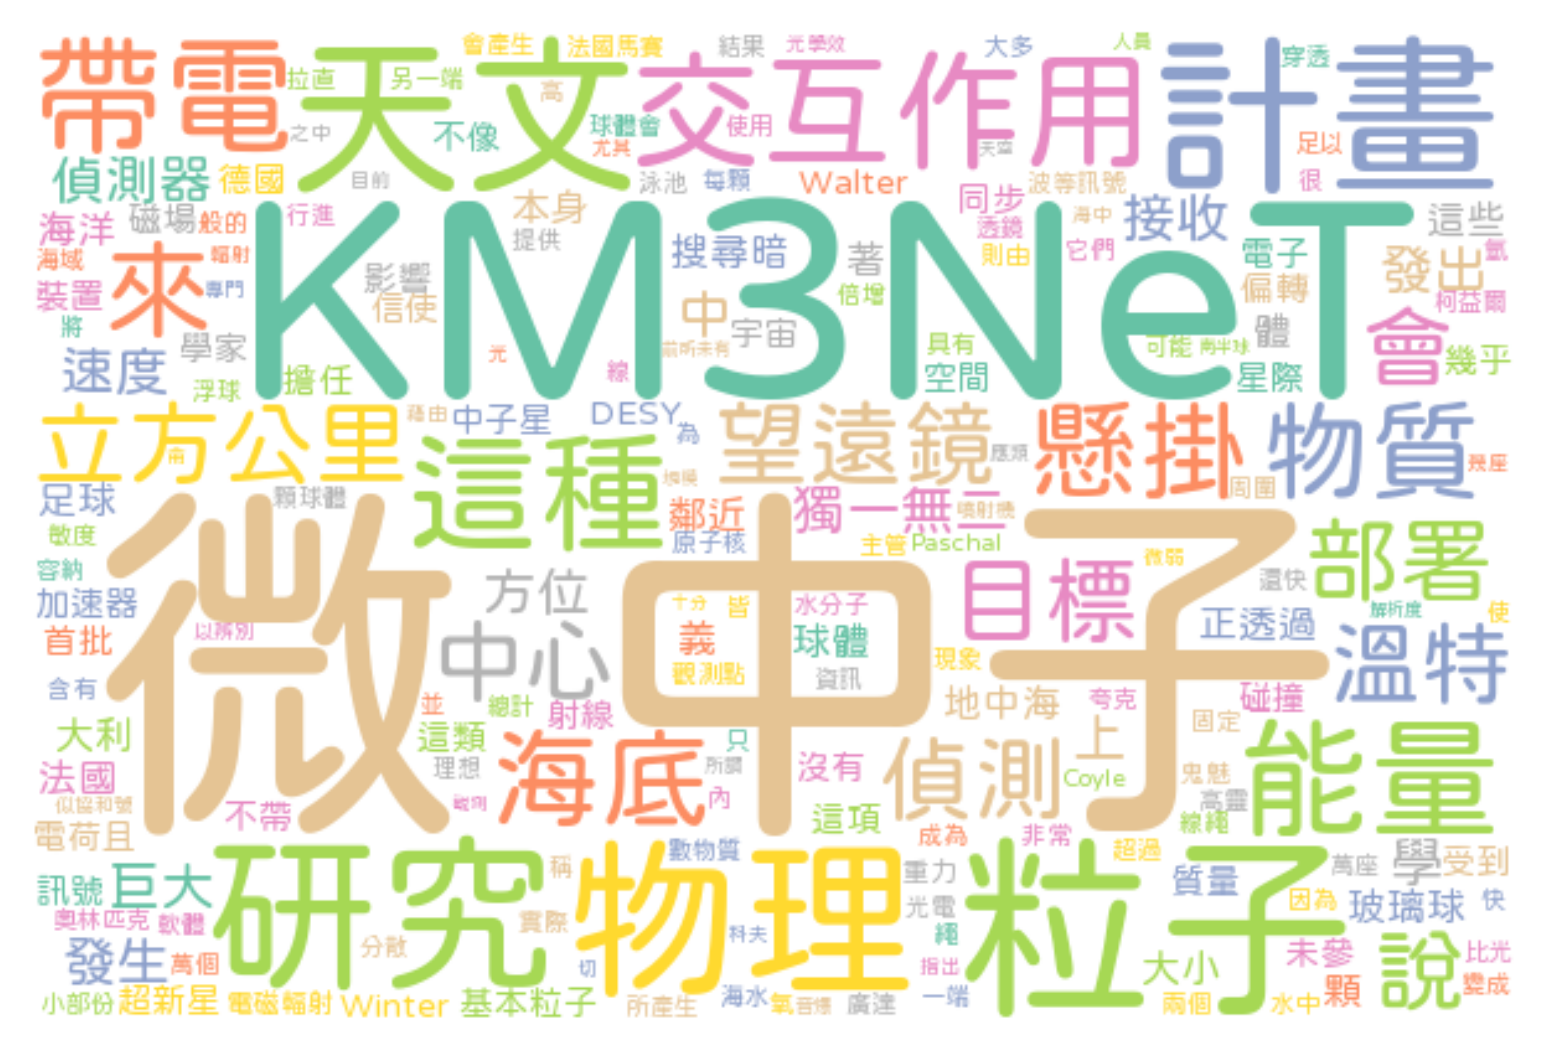 帶電 天文 交互作用 計畫
會產生 法國馬賽 結果 光學效 大多 人員 穿透
拉直 另一端 高
之中 不像 球體會 尤其 使用 天空 足以
偵測器 德國 目前 泳池 每顆 Walter 波等訊號 很
海洋 磁場 般的 行進 本身 提供 同步 透鏡 海中 接收 這些
KM3NeT
海域 來 輻射 影響 搜尋暗 著 則由 它們 電子 發出 氫
裝置 專門 信使 中 倍增 偏轉 柯益爾
將 學家 宇宙 體 會
速度 光 前所未有 具有 可能 南半球 幾乎
浮球 擔任 線 空間 星際
立方公里 藉由 中子星 DESY 為 望遠鏡 懸掛 物質
南 這種 應類 幾座
足球 顆球體 鄰近 獨一無二 噴射機 周圍
微中子
敏度 原子核 主管 Paschal 微弱 部署
容納 方位 目標 還快
加速器 十分 皆 水分子 解析度 使
首批 以辨別 中心 義 球體 正透過 溫特
觀測點 資訊 現象
含有 並 總計 射線 地中海 夸克 碰撞
大利 這類 海底 只 上 固定 能量
法國 理想 所謂 沒有 偵測 Coyle 鬼魅
似協和號 內 高靈
電荷且 不帶 這項 成為 非常 線繩
研究 物理 粒子
數物質 稱 重力 超過 萬座 學 受到
訊號 巨大 光電 質量 因為 玻璃球 快
奧林匹克 軟體 實際 科夫 繩
發生 萬個 分散 切 指出 大小 未參 顆 說 比光 變成
小部份 超新星 電磁輻射 Winter 基本粒子 所產生 海水 氧 音爆 廣達 一端 兩個 水中